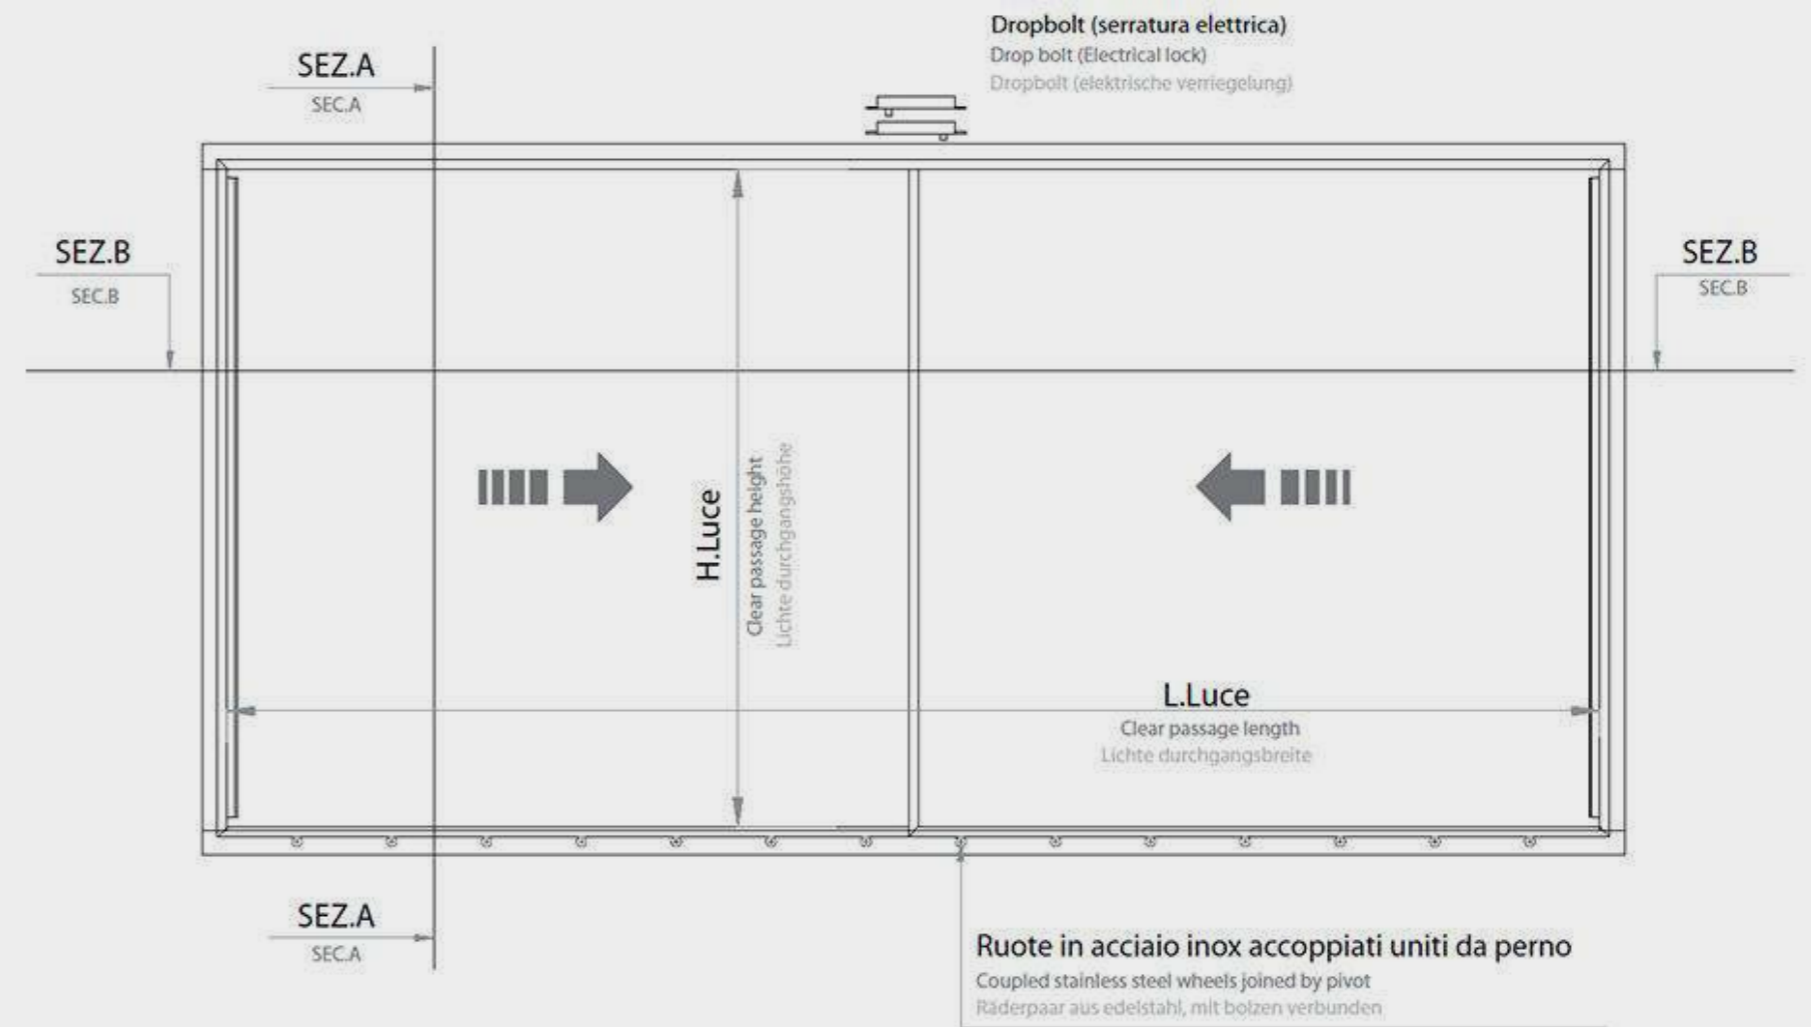 Dropbolt (serratura elettrica)
Drop bolt (Electrical lock)
Dropbolt (elektrische verriegelung)
SEZ.A
SEC.A
SEZ.B
SEC.B
SEZ.B
SEC.B
H.Luce
Clear passage height
Lichte durchgangshöhe
L.Luce
Clear passage length
Lichte durchgangsbreite
SEZ.A
SEC.A
Ruote in acciaio inox accoppiati uniti da perno
Coupled stainless steel wheels joined by pivot
Räderpaar aus edelstahl, mit bolzen verbunden